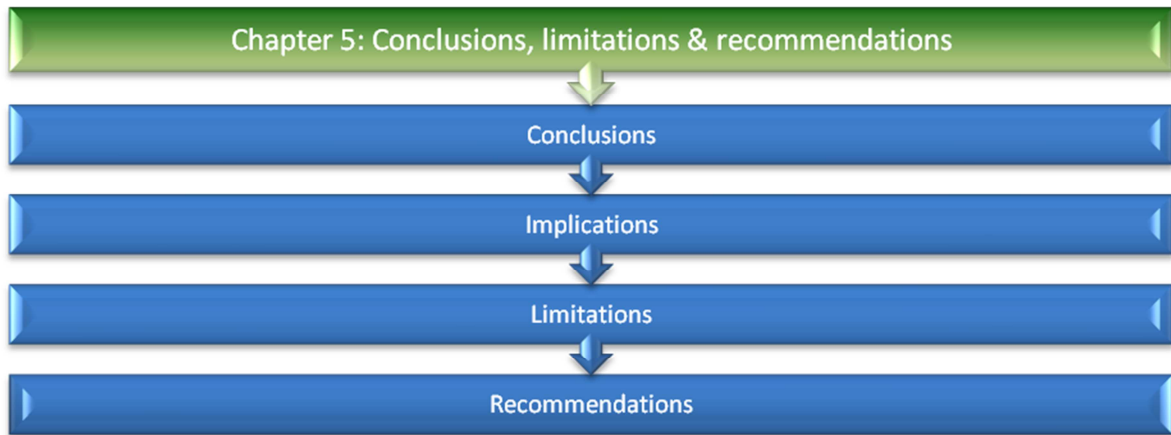 Chapter 5: Conclusions, limitations & recommendations
Conclusions
Implications
Limitations
Recommendations